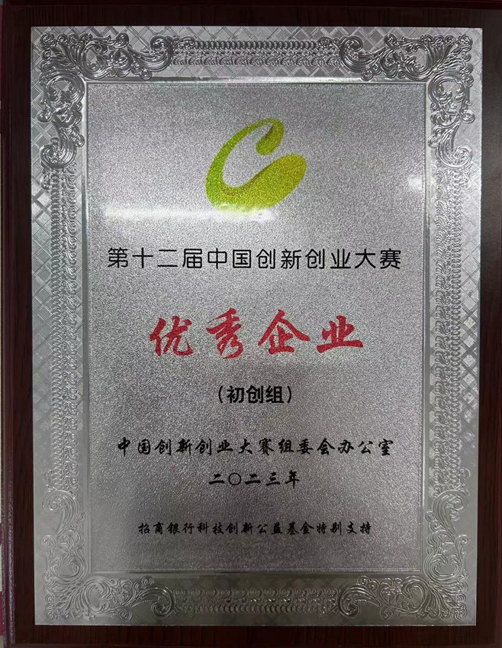 第十二届中国创新创业大赛
优秀企业
（初创组）
中国创新创业大赛组委会办公室
二〇二三年
招商银行科技创新公益基金特别支持